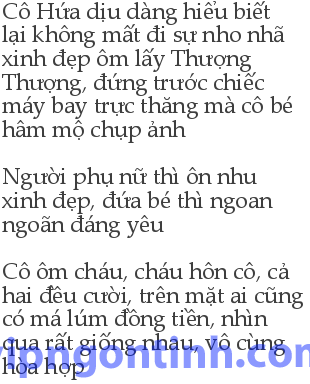 Cô Hứa dịu dàng hiểu biết
lại không mất đi sự nho nhã
xinh đẹp ôm lấy Thượng
Thượng, đứng trước chiếc
máy bay trực thăng mà cô bé
hâm mộ chụp ảnh
Người phụ nữ thì ôn nhu
xinh đẹp, đứa bé thì ngoan
ngoãn đáng yêu
Cô ôm cháu, cháu hôn cô, cả
hai đều cười, trên mặt ai cũng
có má lúm đồng tiền, nhìn
qua rất giống nhau, vô cùng
hòa hợp
vipngontinh.com